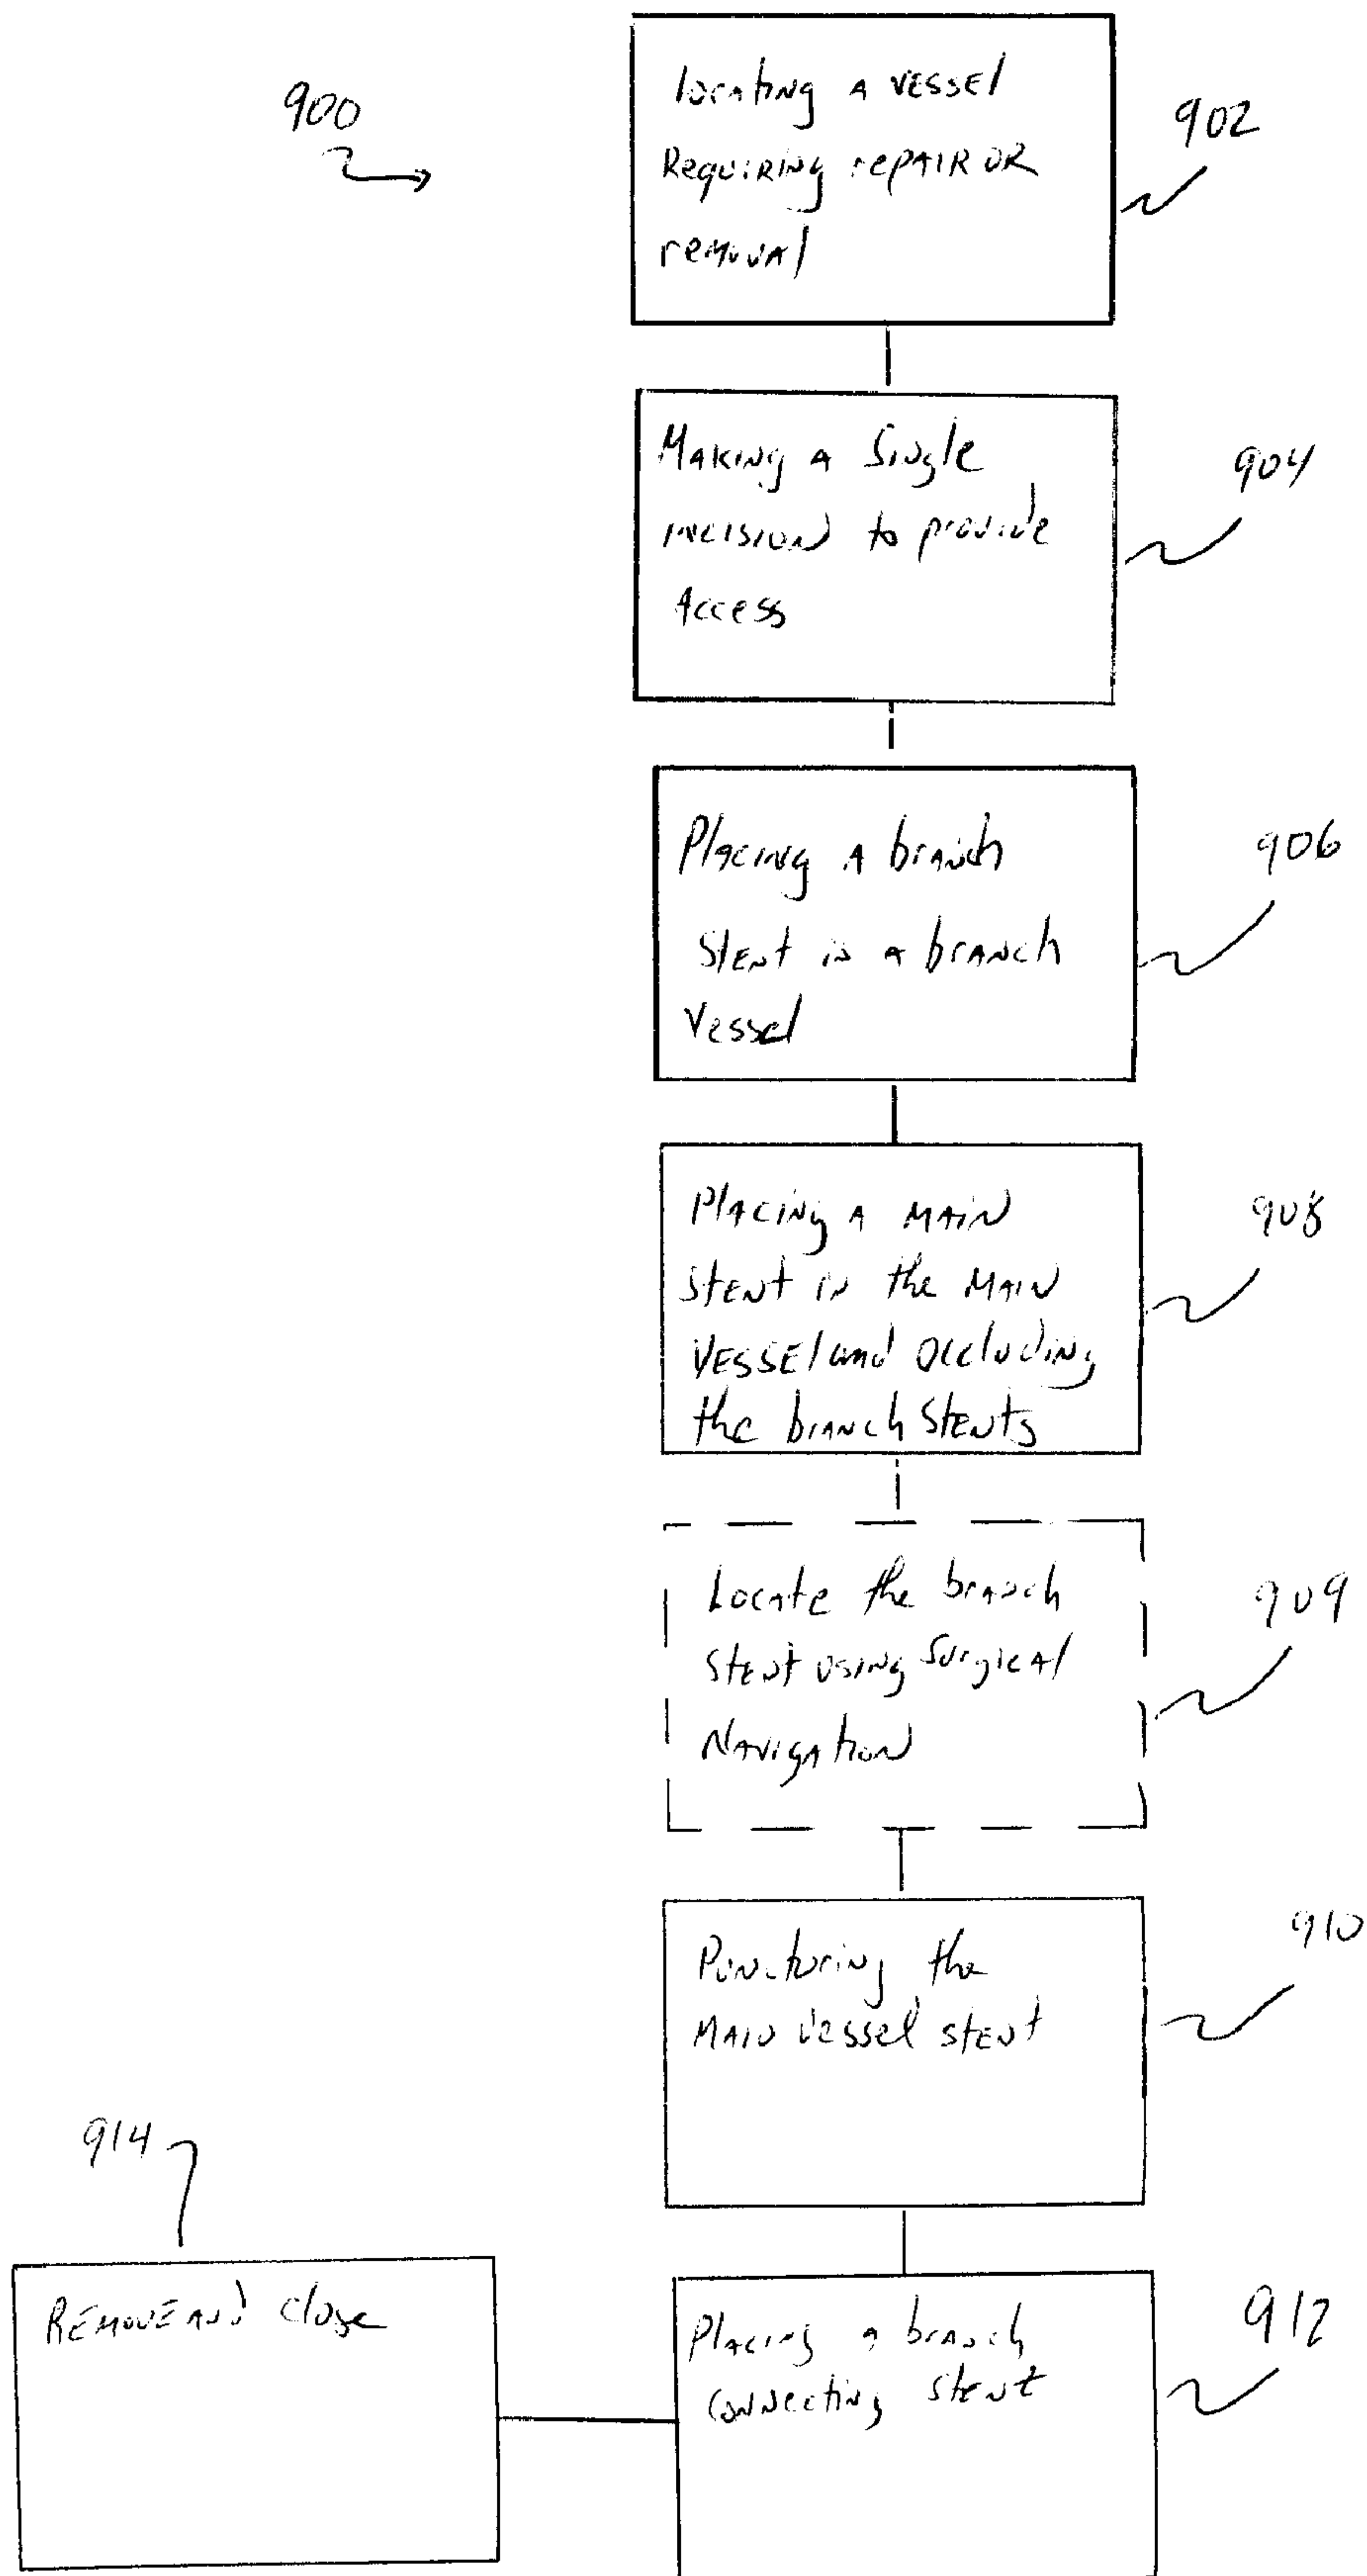 900
locating a vessel
Requiring repair or
removal
902
Making a Single
incision to provide
Access
904
Placing a branch
Stent in a branch
Vessel
906
Placing a main
Stent in the main
Vessel and occluding
the branch Stents
908
Locate the branch
Stent using Surgical
Navigation
909
Puncturing the
Main Vessel stent
910
914
Remove and close
Placing a branch
connecting stent
912